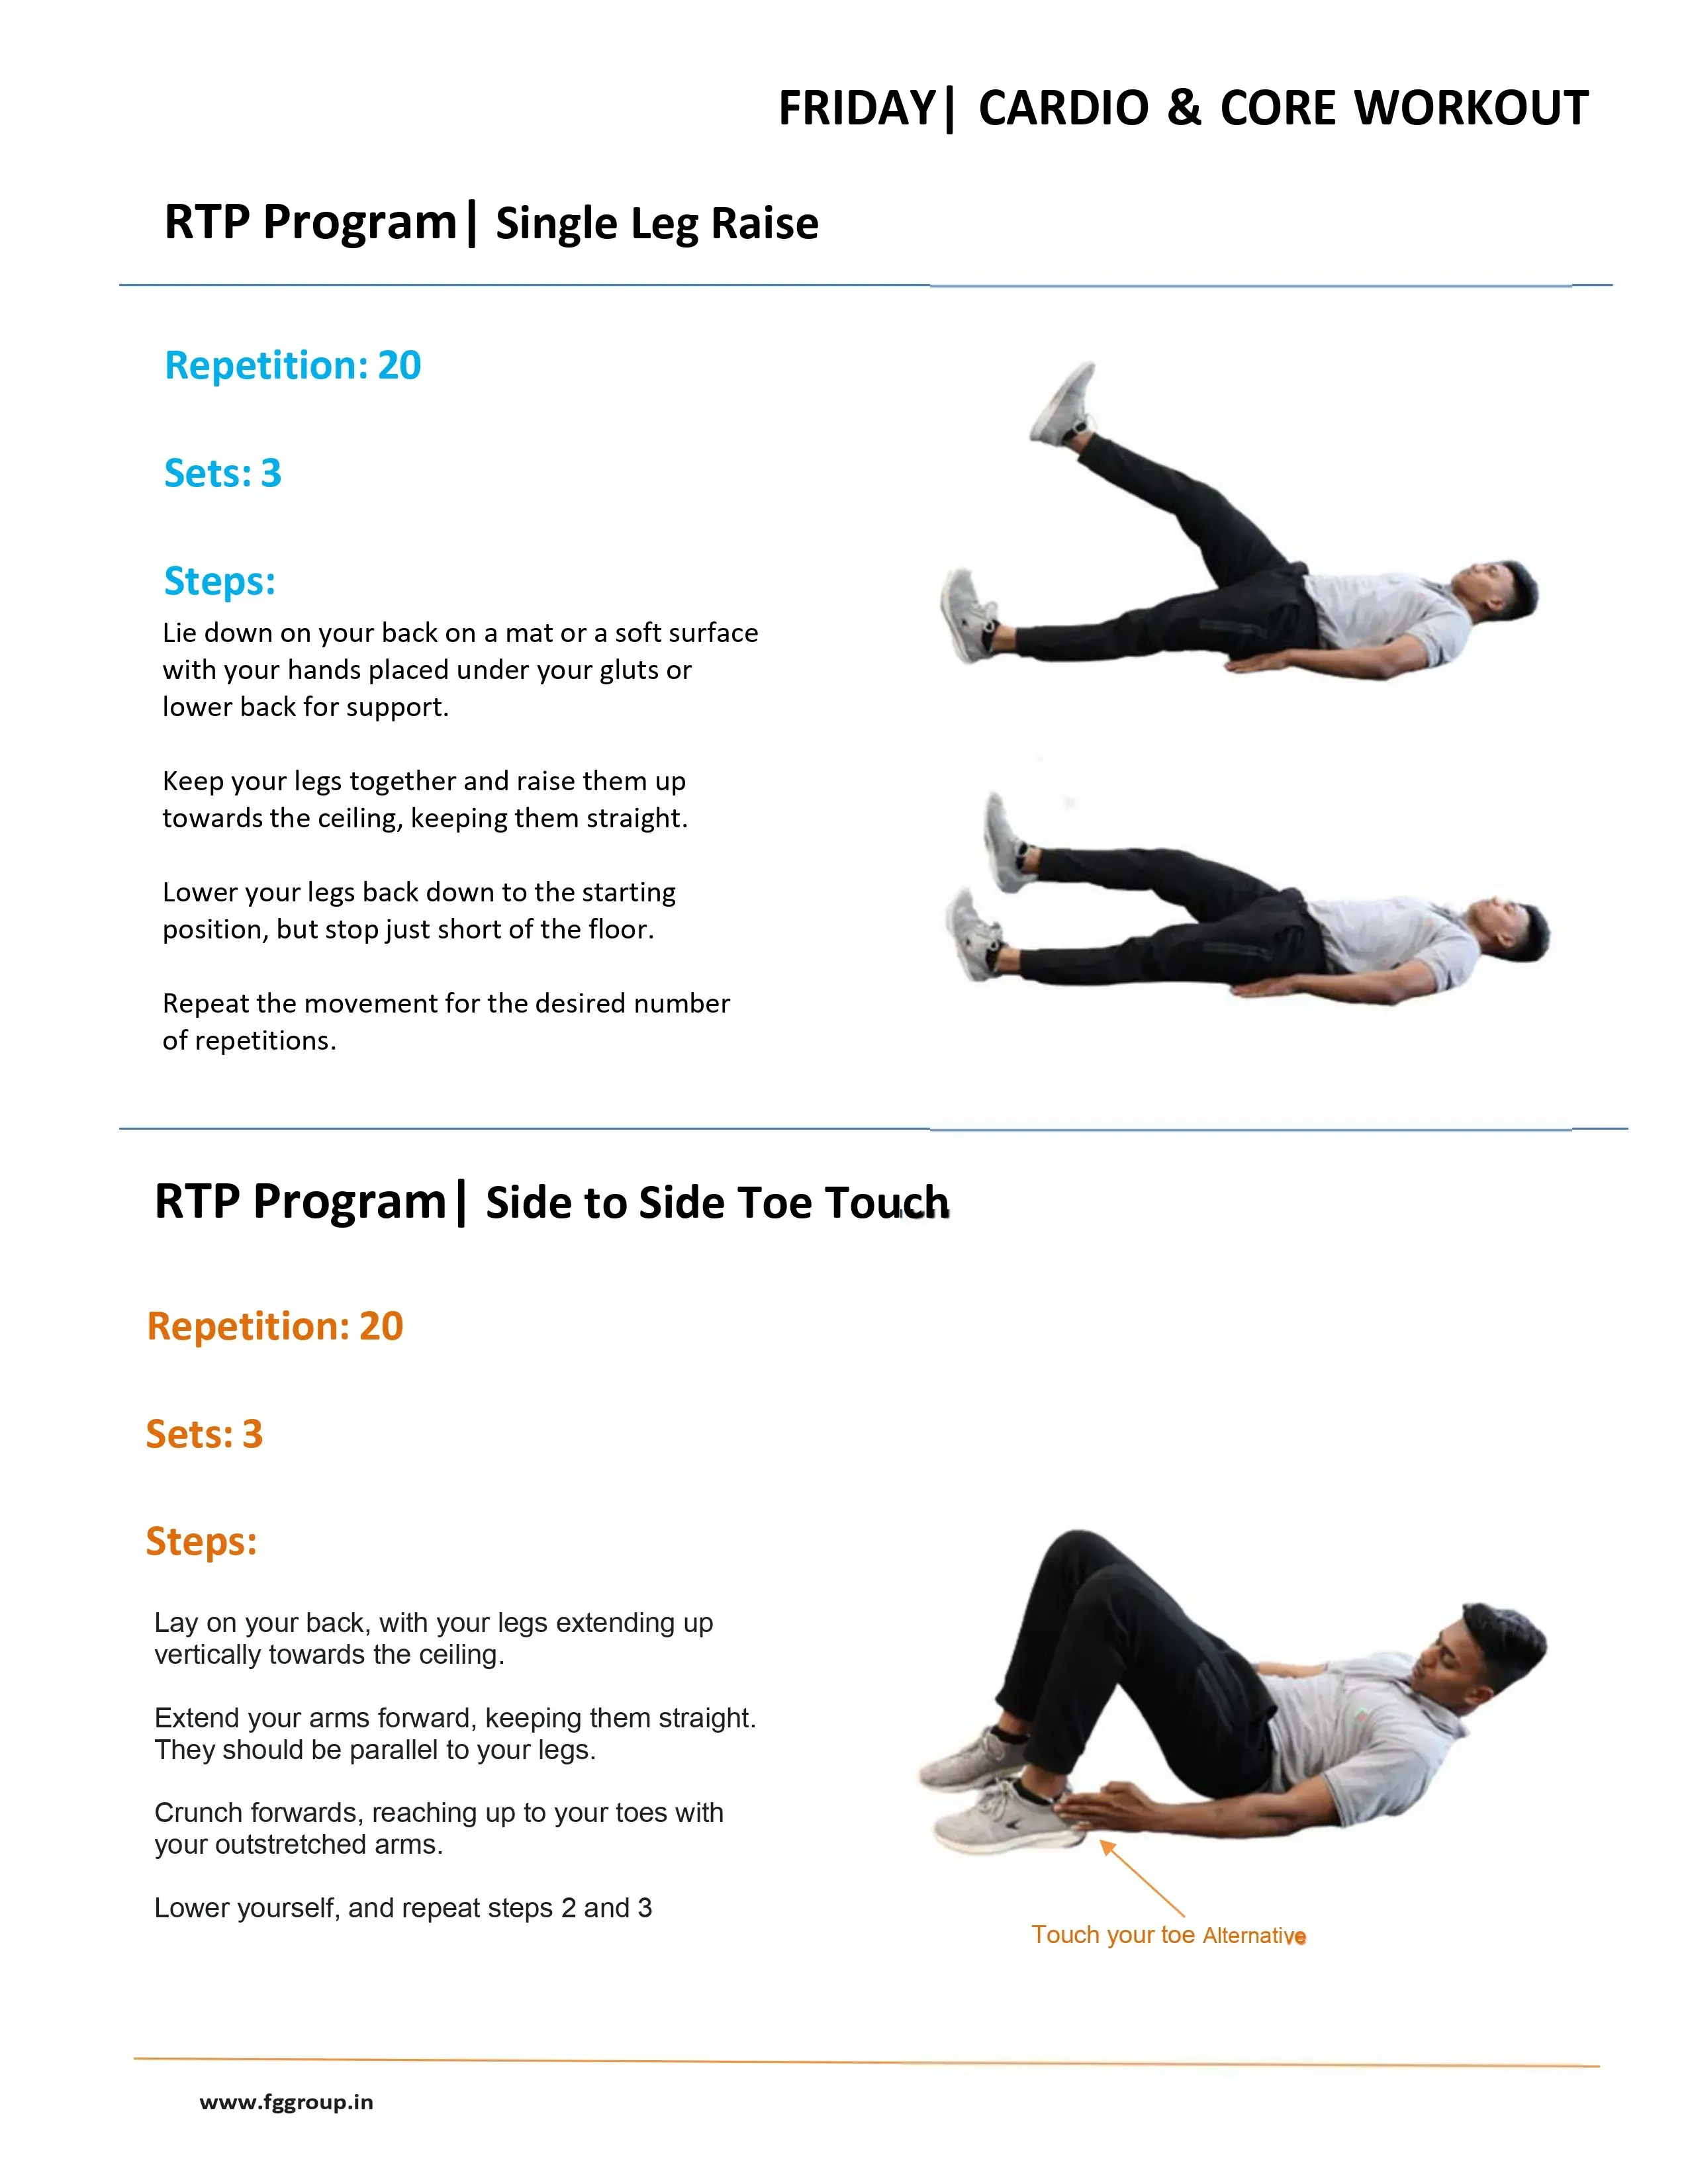 FRIDAY| CARDIO & CORE WORKOUT
RTP Program| Single Leg Raise
Repetition: 20
Sets: 3
Steps:
Lie down on your back on a mat or a soft surface
with your hands placed under your gluts or
lower back for support.
Keep your legs together and raise them up
towards the ceiling, keeping them straight.
Lower your legs back down to the starting
position, but stop just short of the floor.
Repeat the movement for the desired number
of repetitions.
RTP Program| Side to Side Toe Touch
Repetition: 20
Sets: 3
Steps:
Lay on your back, with your legs extending up
vertically towards the ceiling.
Extend your arms forward, keeping them straight.
They should be parallel to your legs.
Crunch forwards, reaching up to your toes with
your outstretched arms.
Lower yourself, and repeat steps 2 and 3
Touch your toe Alternative
www.fggroup.in